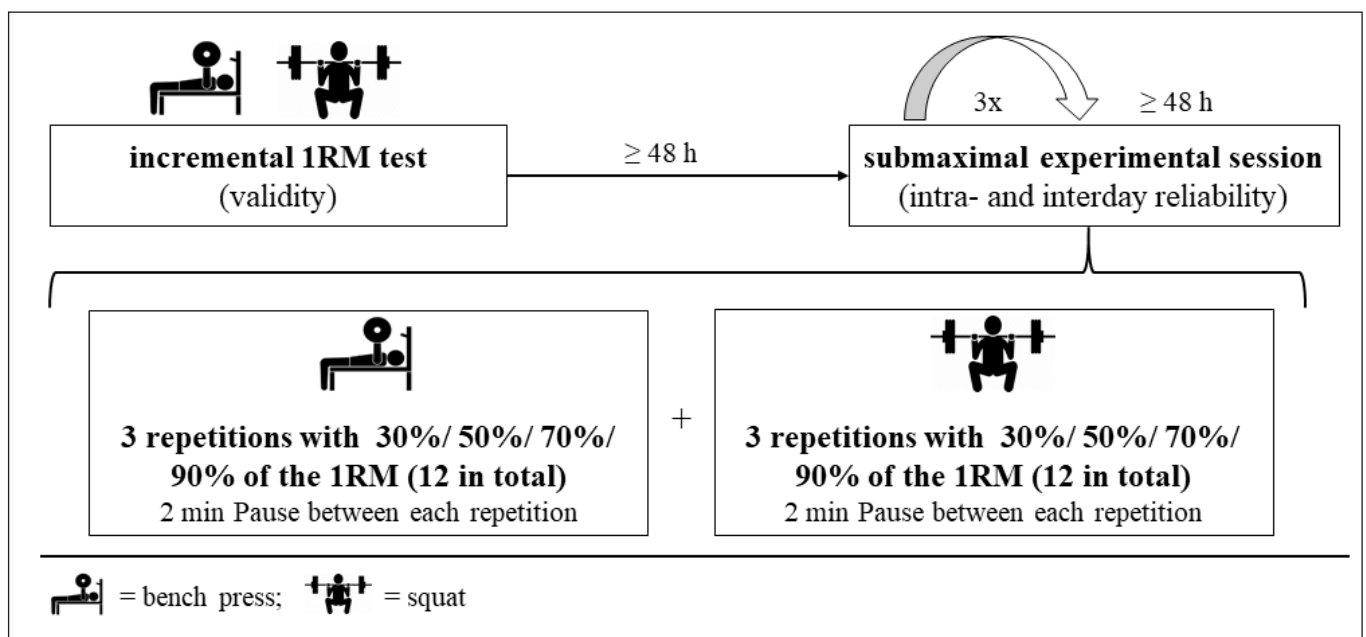 3x
≥ 48 h
incremental 1RM test
(validity)
≥ 48 h
submaximal experimental session
(intra- and interday reliability)
3 repetitions with 30%/ 50%/ 70%/
90% of the 1RM (12 in total)
2 min Pause between each repetition
+
3 repetitions with 30%/ 50%/ 70%/
90% of the 1RM (12 in total)
2 min Pause between each repetition
= bench press;
= squat